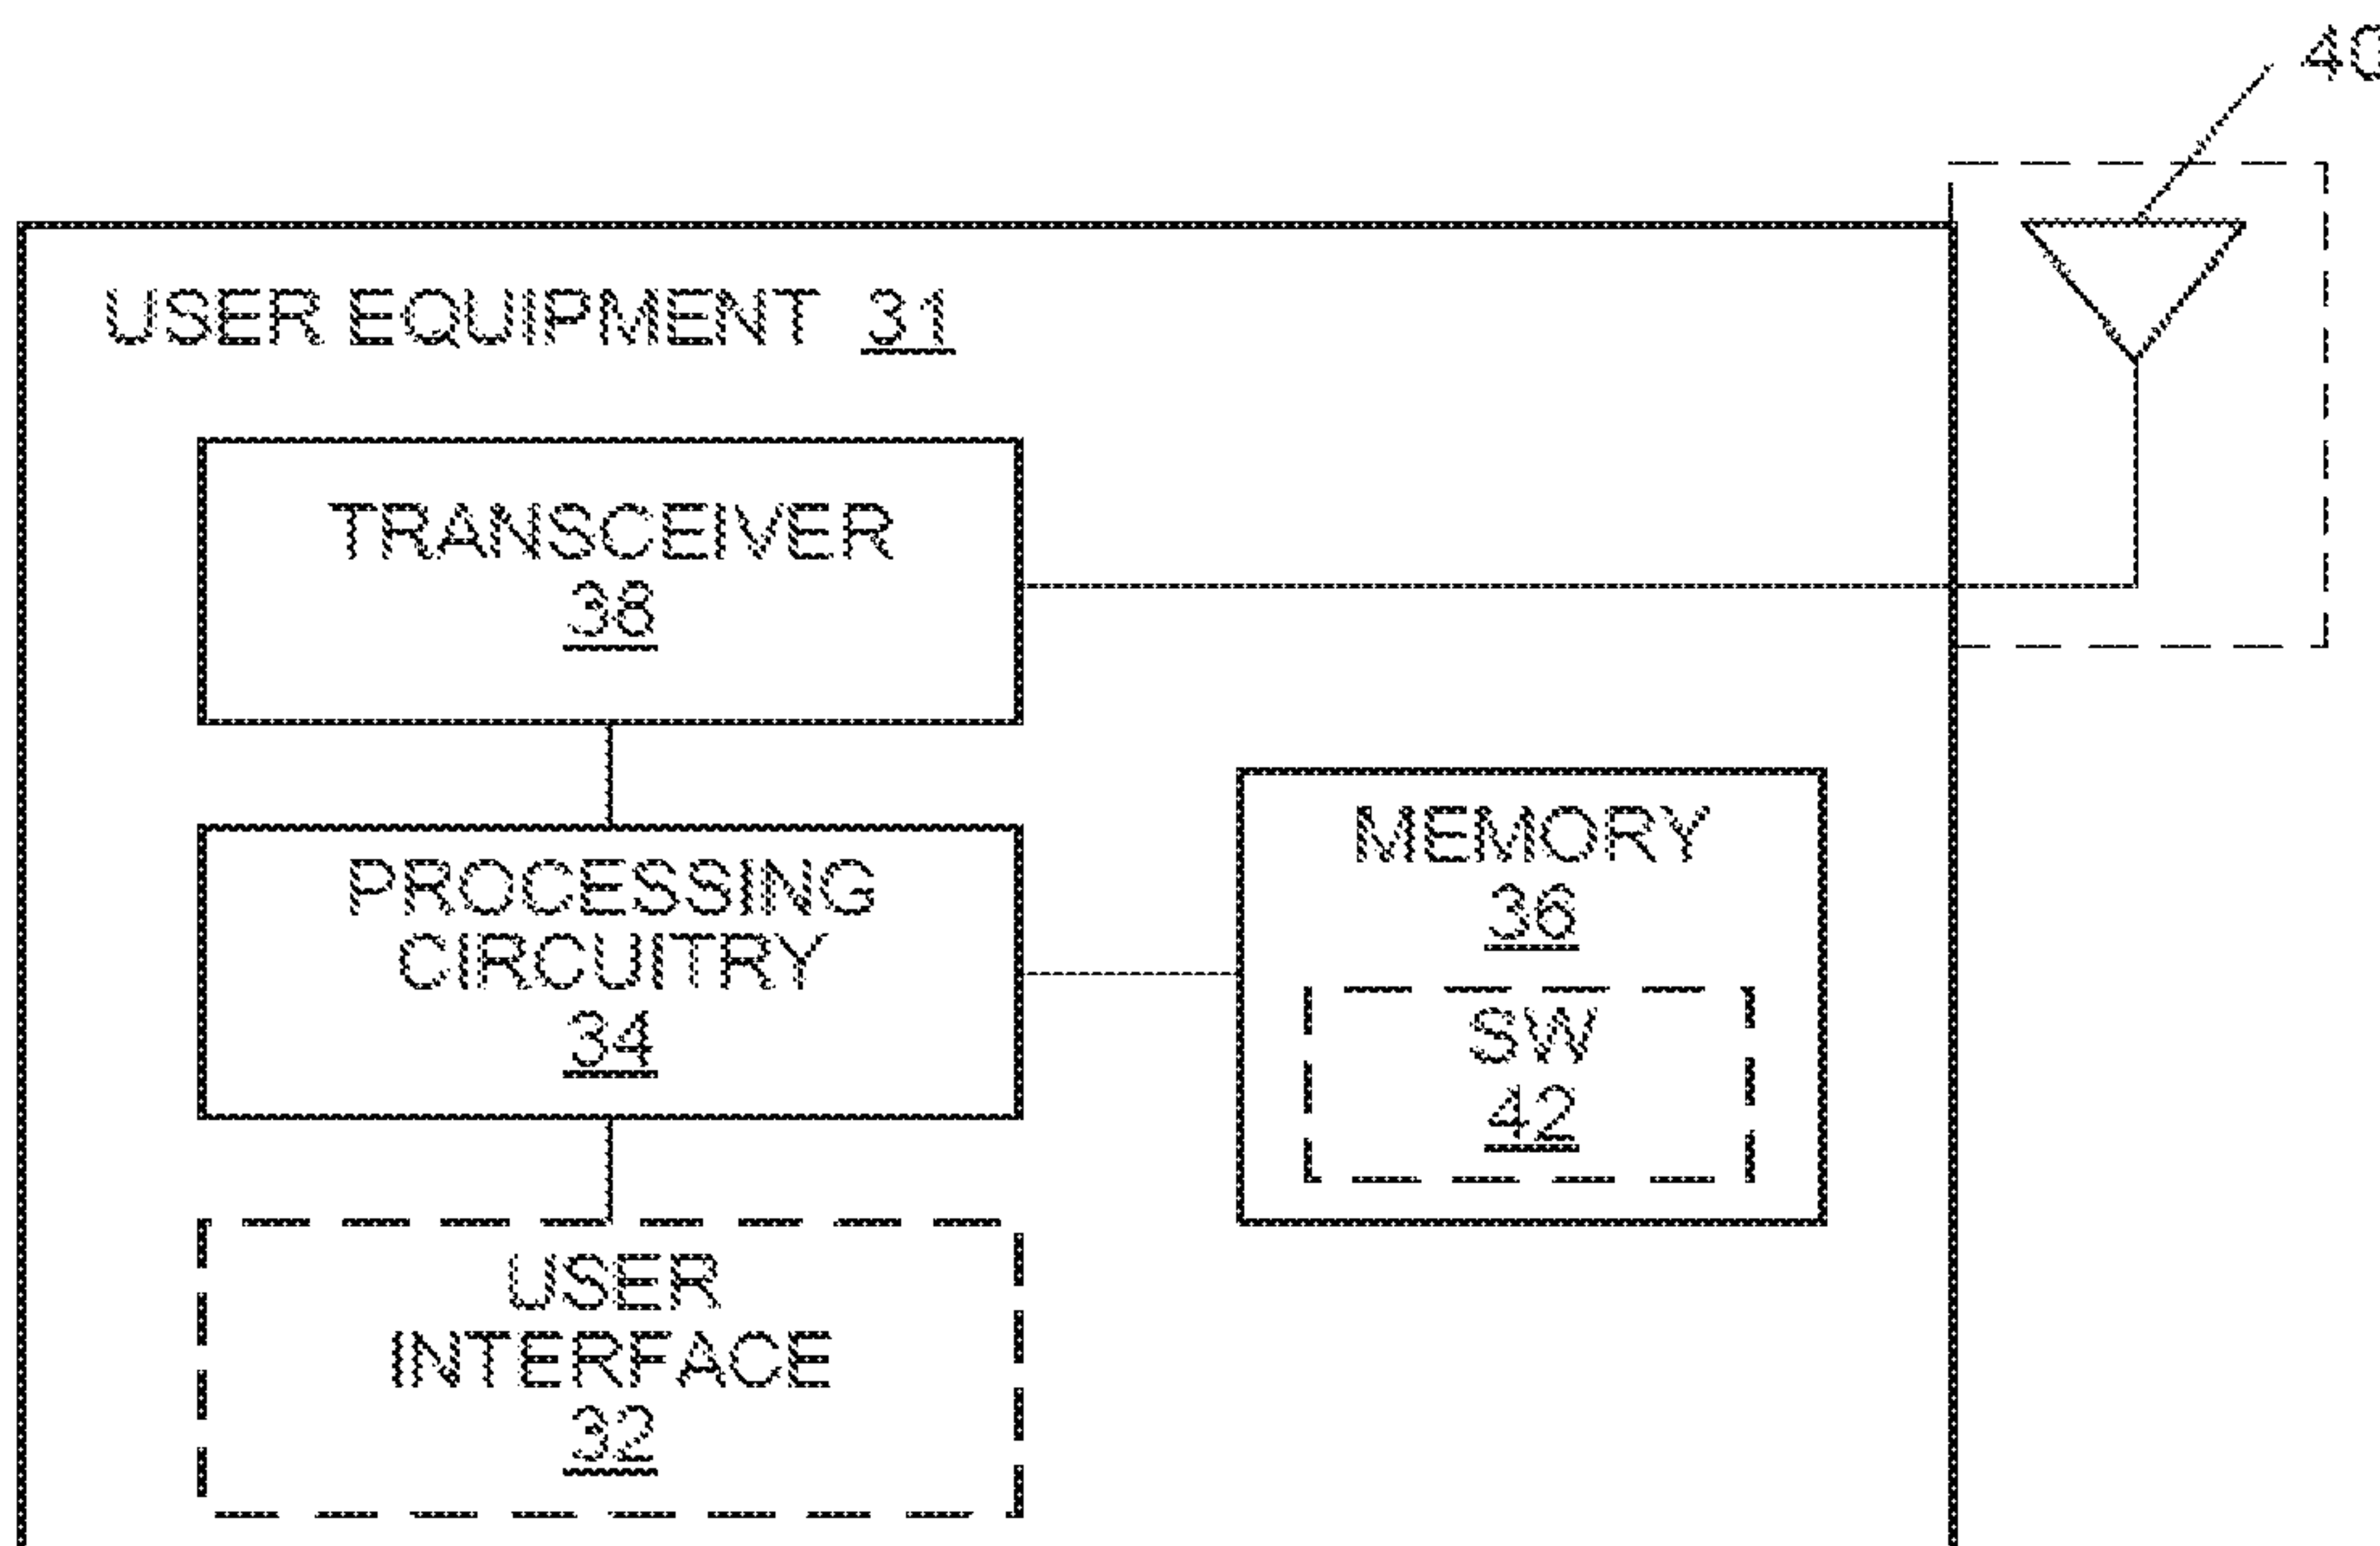 40
USER EQUIPMENT 31
TRANSCEIVER
38
PROCESSING
CIRCUITRY
34
MEMORY
36
SW
42
USER
INTERFACE
32